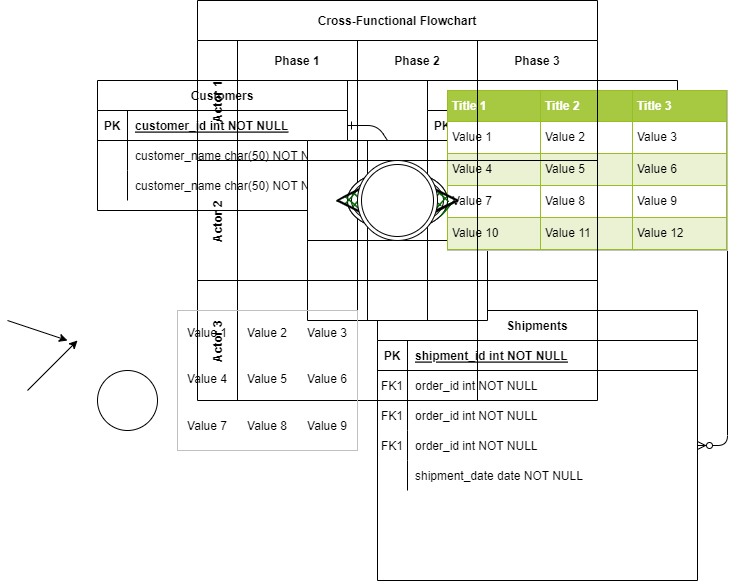 Cross-Functional Flowchart
Phase 1
Phase 2
Phase 3
Actor 1
Actor 2
Actor 3
Customers
PK
customer_id int NOT NULL
customer_name char(50) NOT N
customer_name char(50) NOT N
PK
Title 1 Title 2 Title 3
Value 1 Value 2 Value 3
Value 4 Value 5 Value 6
Value 7 Value 8 Value 9
Value 10 Value 11 Value 12
Value 1 Value 2 Value 3
Value 4 Value 5 Value 6
Value 7 Value 8 Value 9
Shipments
PK shipment_id int NOT NULL
FK1 order_id int NOT NULL
FK1 order_id int NOT NULL
FK1 order_id int NOT NULL
shipment_date date NOT NULL